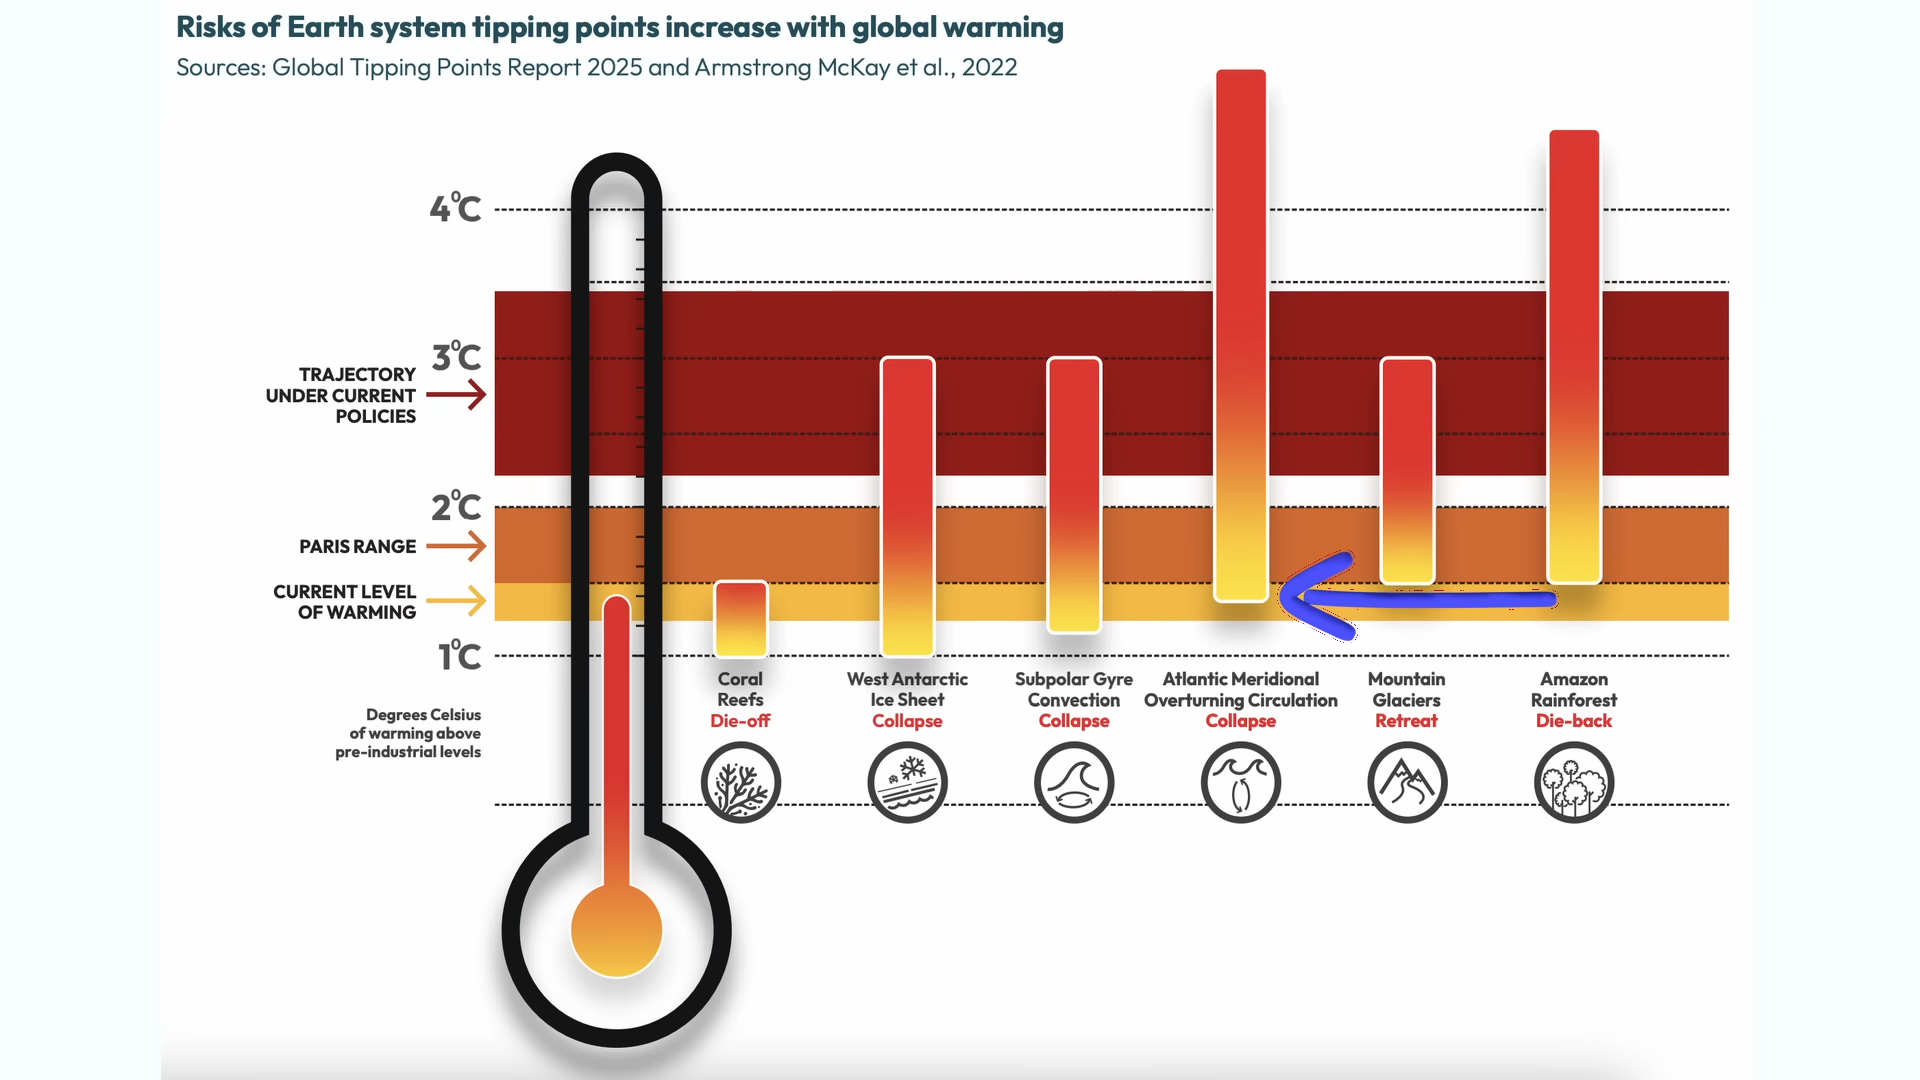 Risks of Earth system tipping points increase with global warming
Sources: Global Tipping Points Report 2025 and Armstrong McKay et al., 2022
4°C
3°C
TRAJECTORY
UNDER CURRENT
POLICIES
2°C
PARIS RANGE
CURRENT LEVEL
OF WARMING
1°C
Degrees Celsius
of warming above
pre-industrial levels
Coral
Reefs
Die-off
West Antarctic
Ice Sheet
Collapse
Subpolar Gyre
Convection
Collapse
Atlantic Meridional
Overturning Circulation
Collapse
Mountain
Glaciers
Retreat
Amazon
Rainforest
Die-back